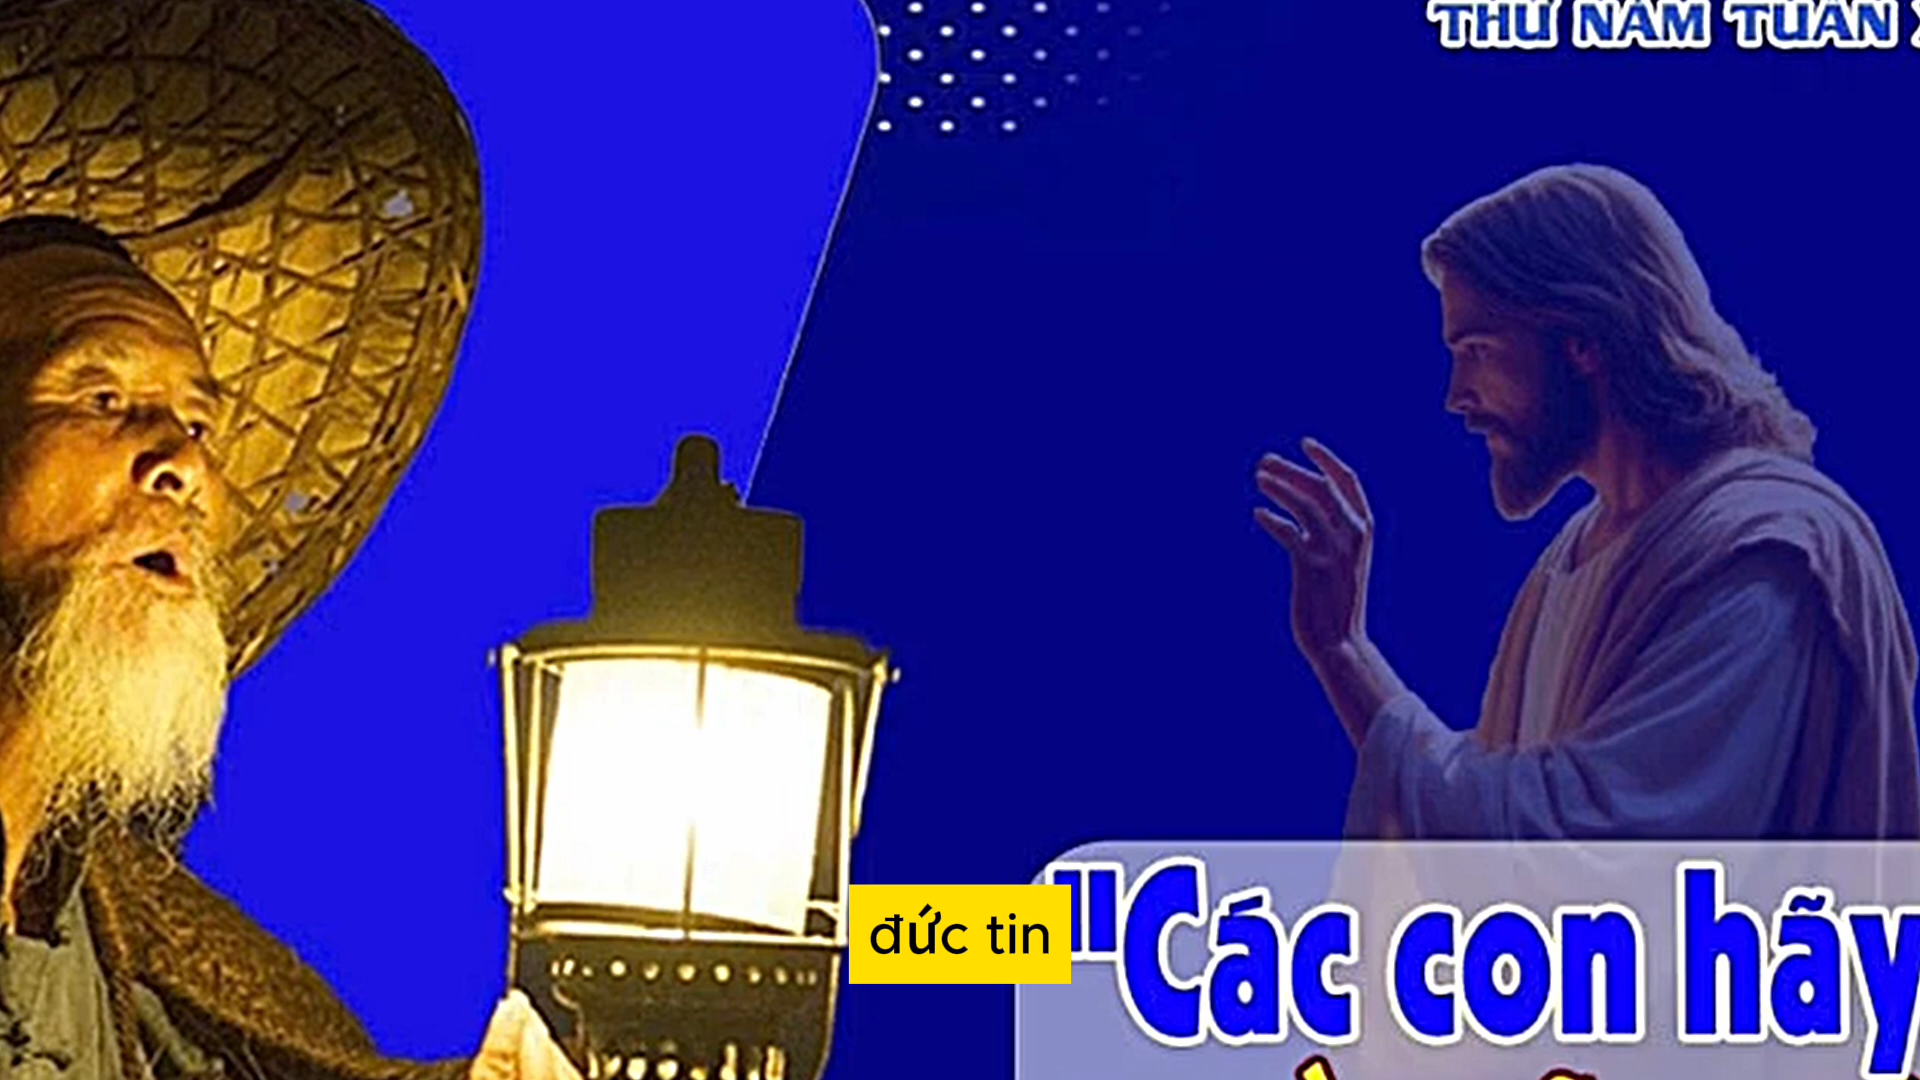 THỨ NĂM TUẦN
đức tin
"Các con hãy